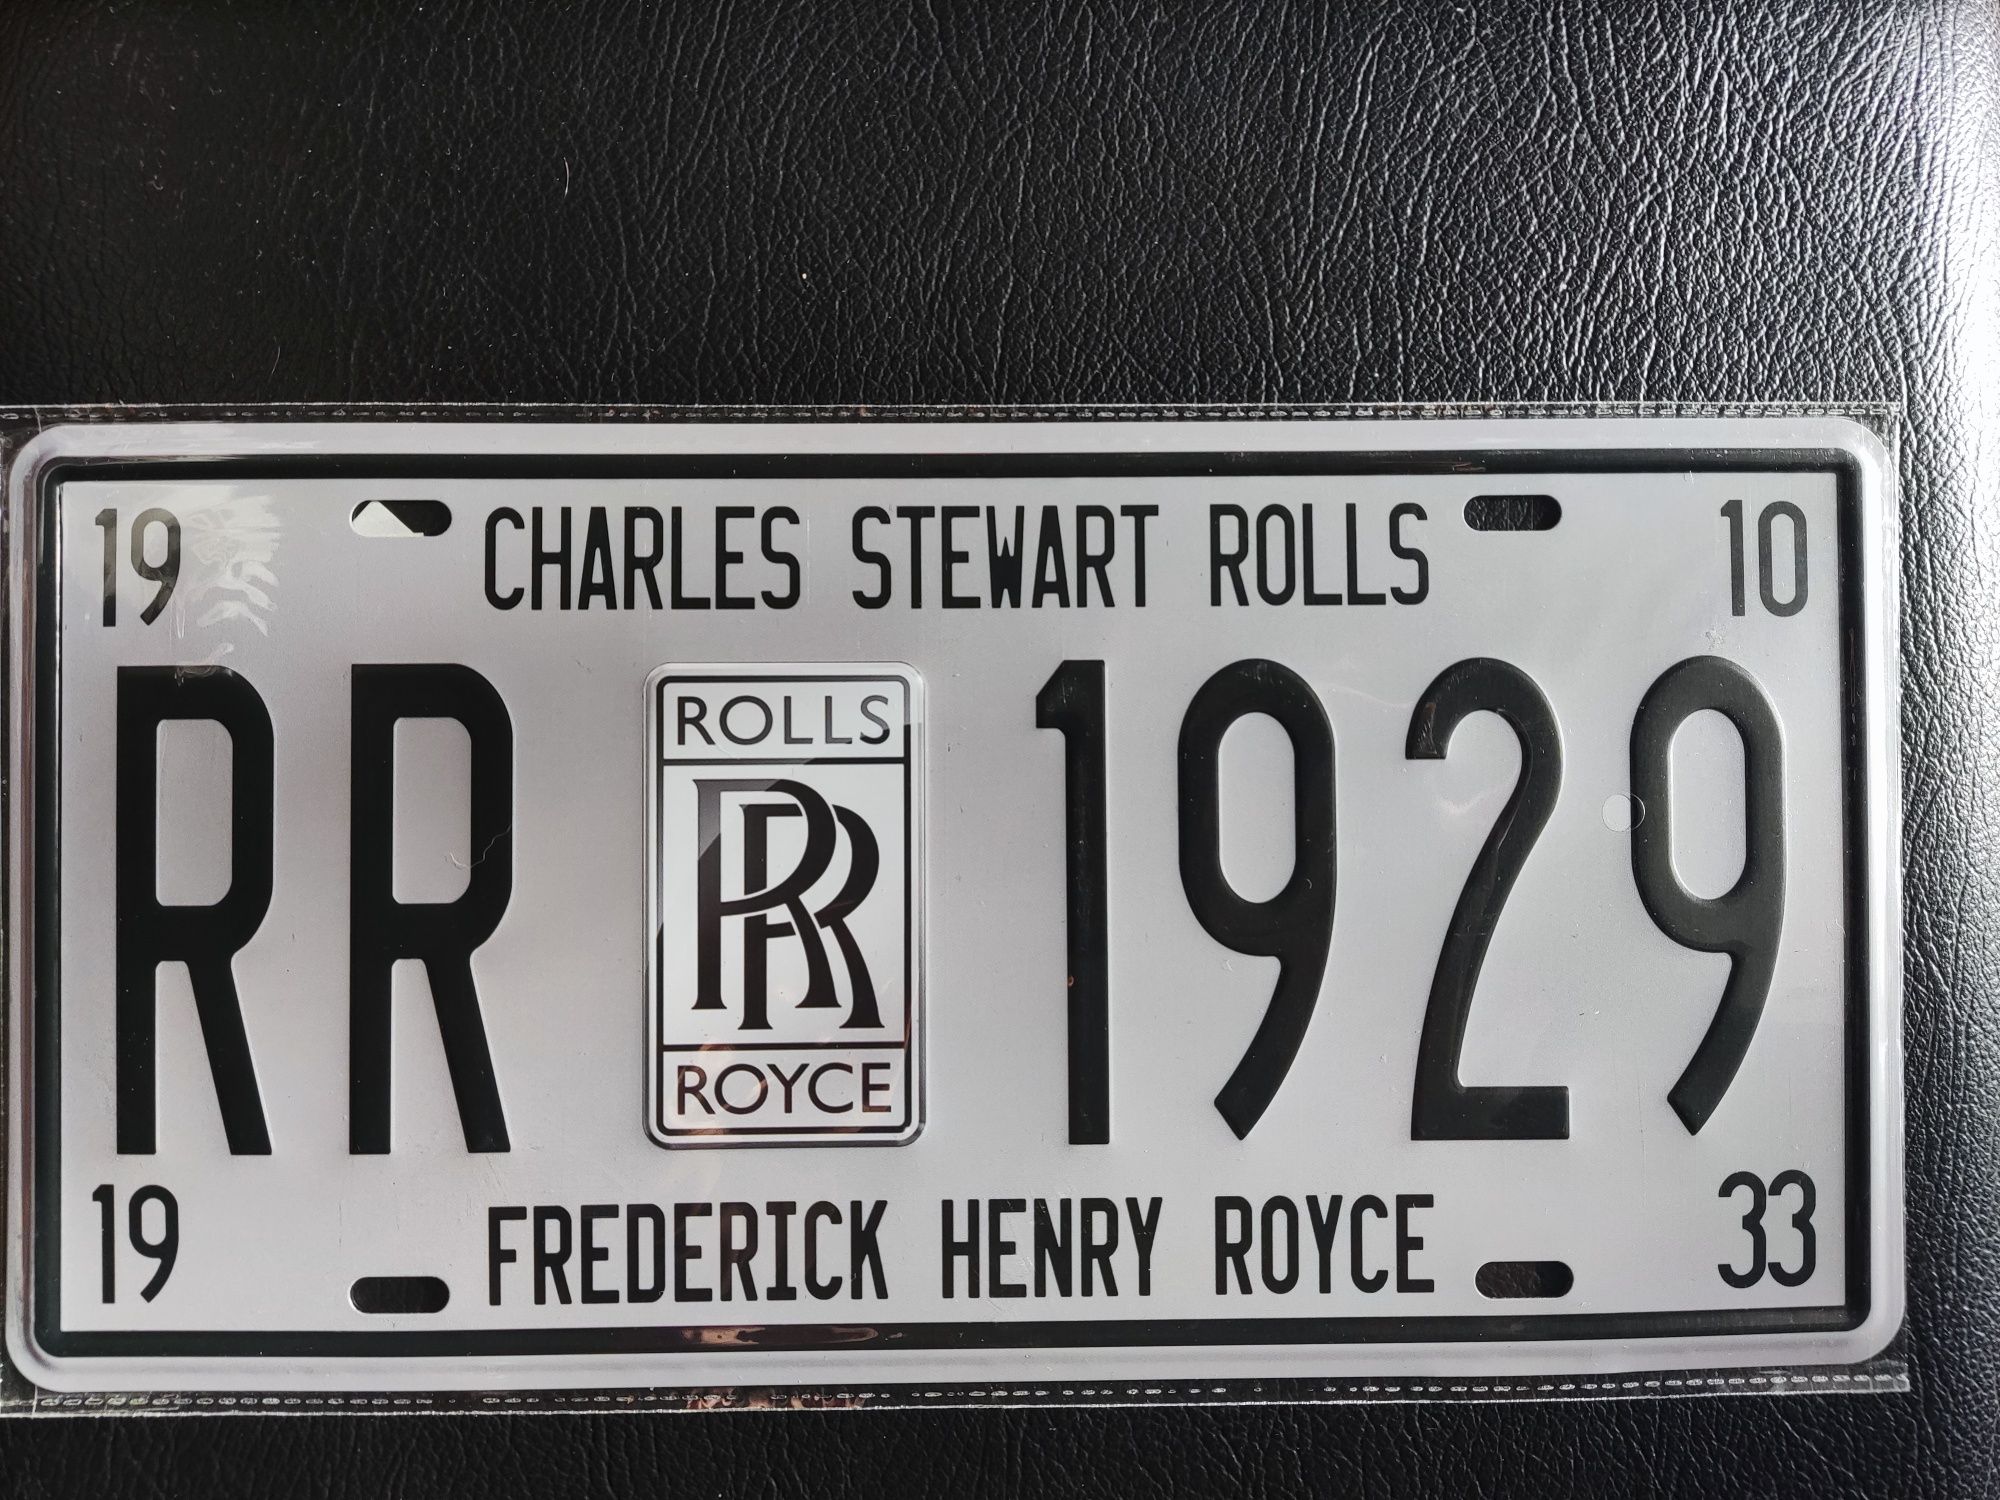 19 CHARLES STEWART ROLLS 10
RR
ROLLS
RR
ROYCE
1929
19 FREDERICK HENRY ROYCE 33